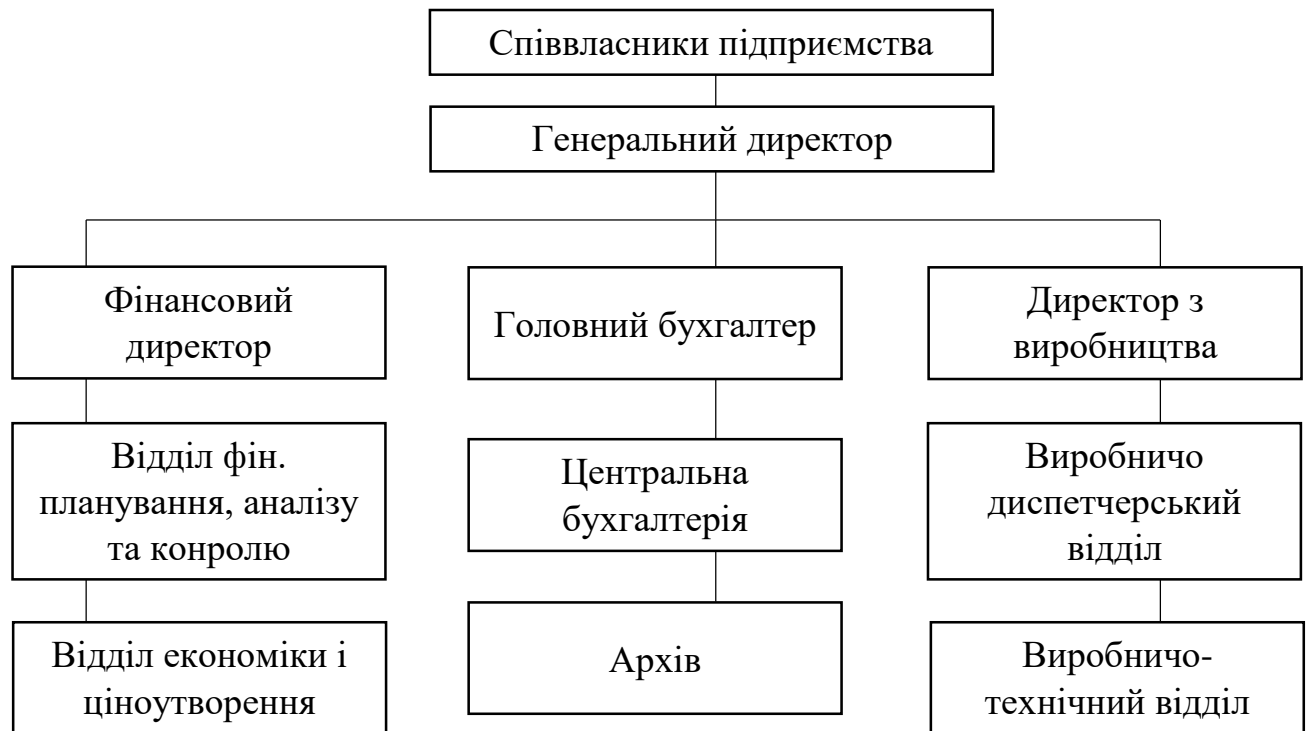 Співвласники підприємства
Генеральний директор
Фінансовий
директор
Головний бухгалтер
Директор з
виробництва
Відділ фін.
планування, аналізу
та конролю
Центральна
бухгалтерія
Виробничо
диспетчерський
відділ
Відділ економіки і
ціноутворення
Архів
Виробничо-
технічний відділ